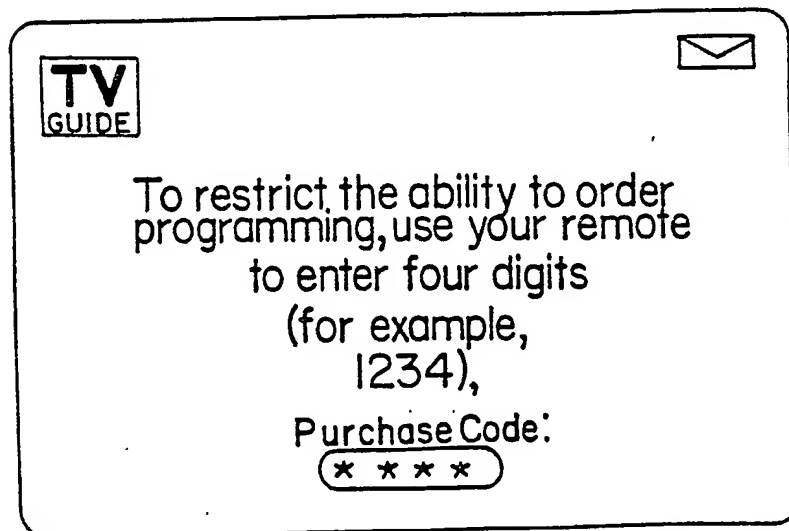 TV
GUIDE
To restrict the ability to order
programming, use your remote
to enter four digits
(for example,
1234),
Purchase Code:
* * * *